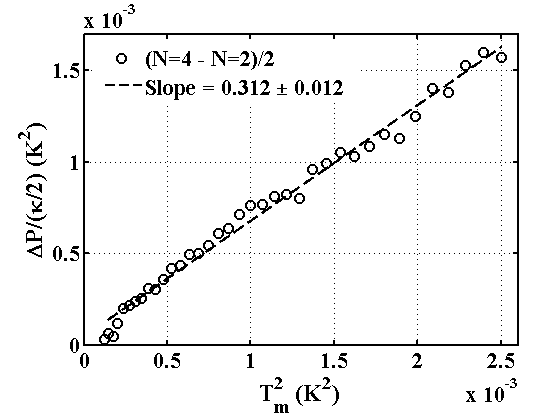 x 10⁻³
(N=4 - N=2)/2
Slope = 0.312 ± 0.012
ΔP/(κ/2) (K²)
1.5
1
0.5
0
0 0.5 1 1.5 2 2.5
T²ₘ (K²)
x 10⁻³